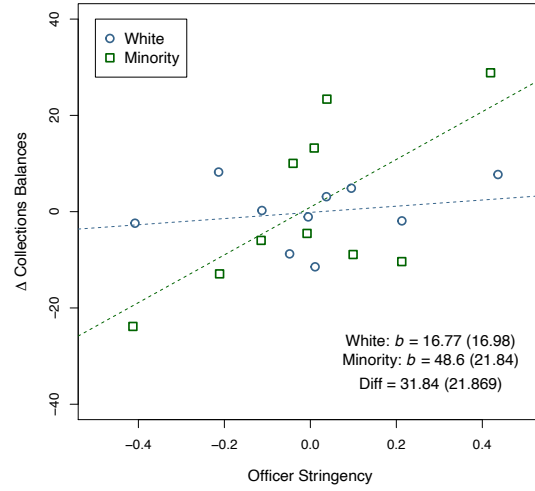 40
20
0
−20
−40
Δ Collections Balances
White
Minority
White: b = 16.77 (16.98)
Minority: b = 48.6 (21.84)
Diff = 31.84 (21.869)
−0.4
−0.2
0.0
0.2
0.4
Officer Stringency